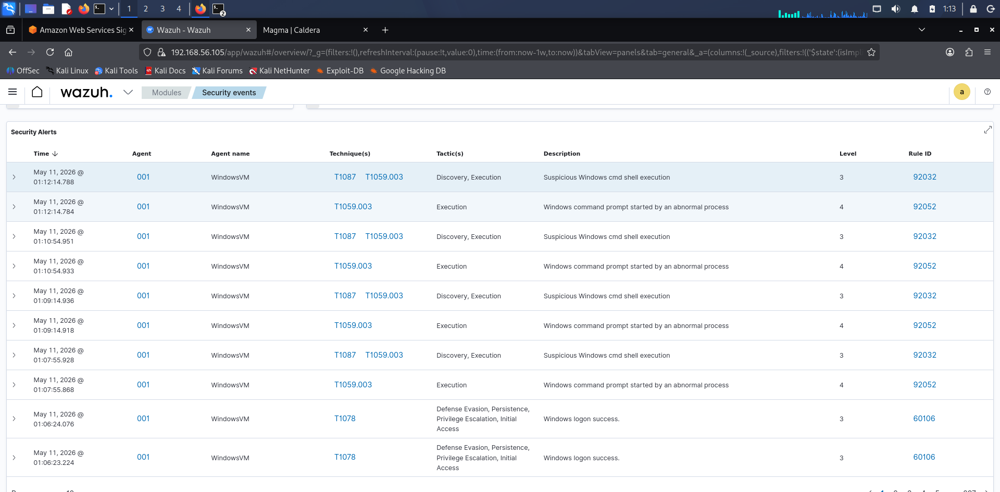 1 2 3 4 2 1:13
Amazon Web Services Sig Wazuh - Wazuh Magma | Caldera
192.168.56.105/app/wazuh#/overview/?_g=(filters:!(),refreshInterval:(pause:!t,value:0),time:(from:now-1w,to:now))&tabView=panels&tab=general&_a=(columns:!(_source),filters:!(('$state':(isImpl
OffSec Kali Linux Kali Tools Kali Docs Kali Forums Kali NetHunter Exploit-DB Google Hacking DB
wazuh. Modules Security events a
Security Alerts
Time Agent Agent name Technique(s) Tactic(s) Description Level Rule ID
May 11, 2026 @
01:12:14.788 001 WindowsVM T1087 T1059.003 Discovery, Execution Suspicious Windows cmd shell execution 3 92032
May 11, 2026 @
01:12:14.784 001 WindowsVM T1059.003 Execution Windows command prompt started by an abnormal process 4 92052
May 11, 2026 @
01:10:54.951 001 WindowsVM T1087 T1059.003 Discovery, Execution Suspicious Windows cmd shell execution 3 92032
May 11, 2026 @
01:10:54.933 001 WindowsVM T1059.003 Execution Windows command prompt started by an abnormal process 4 92052
May 11, 2026 @
01:09:14.936 001 WindowsVM T1087 T1059.003 Discovery, Execution Suspicious Windows cmd shell execution 3 92032
May 11, 2026 @
01:09:14.918 001 WindowsVM T1059.003 Execution Windows command prompt started by an abnormal process 4 92052
May 11, 2026 @
01:07:55.928 001 WindowsVM T1087 T1059.003 Discovery, Execution Suspicious Windows cmd shell execution 3 92032
May 11, 2026 @
01:07:55.868 001 WindowsVM T1059.003 Execution Windows command prompt started by an abnormal process 4 92052
May 11, 2026 @
01:06:24.076 001 WindowsVM T1078 Defense Evasion, Persistence,
Privilege Escalation, Initial
Access Windows logon success. 3 60106
May 11, 2026 @
01:06:23.224 001 WindowsVM T1078 Defense Evasion, Persistence,
Privilege Escalation, Initial
Access Windows logon success. 3 60106